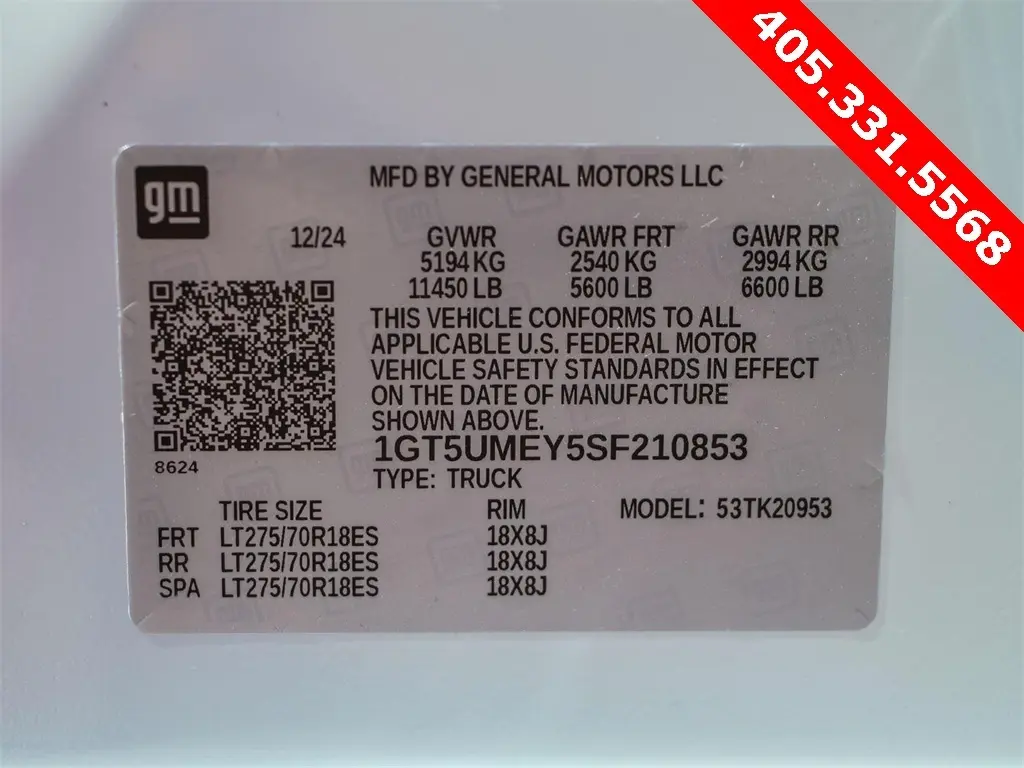 405.331.5568
gm
MFD BY GENERAL MOTORS LLC
12/24 GVWR GAWR FRT GAWR RR
5194 KG 2540 KG 2994 KG
11450 LB 5600 LB 6600 LB
THIS VEHICLE CONFORMS TO ALL
APPLICABLE U.S. FEDERAL MOTOR
VEHICLE SAFETY STANDARDS IN EFFECT
ON THE DATE OF MANUFACTURE
SHOWN ABOVE.
1GT5UMEY5SF210853
8624
TYPE: TRUCK
TIRE SIZE RIM MODEL: 53TK20953
FRT LT275/70R18ES 18X8J
RR LT275/70R18ES 18X8J
SPA LT275/70R18ES 18X8J